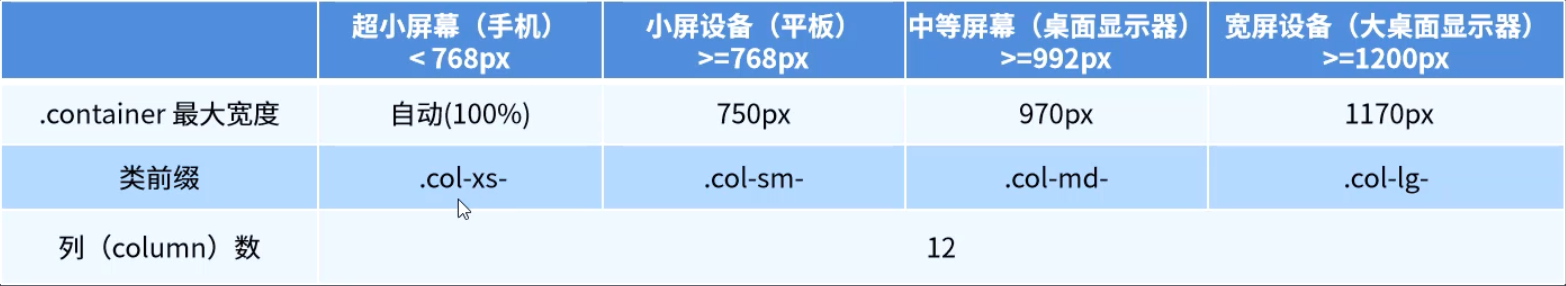 超小屏幕（手机） 小屏设备（平板） 中等屏幕（桌面显示器） 宽屏设备（大桌面显示器）
< 768px >=768px >=992px >=1200px
.container 最大宽度 自动(100%) 750px 970px 1170px
类前缀 .col-xs- .col-sm- .col-md- .col-lg-
列（column）数 12